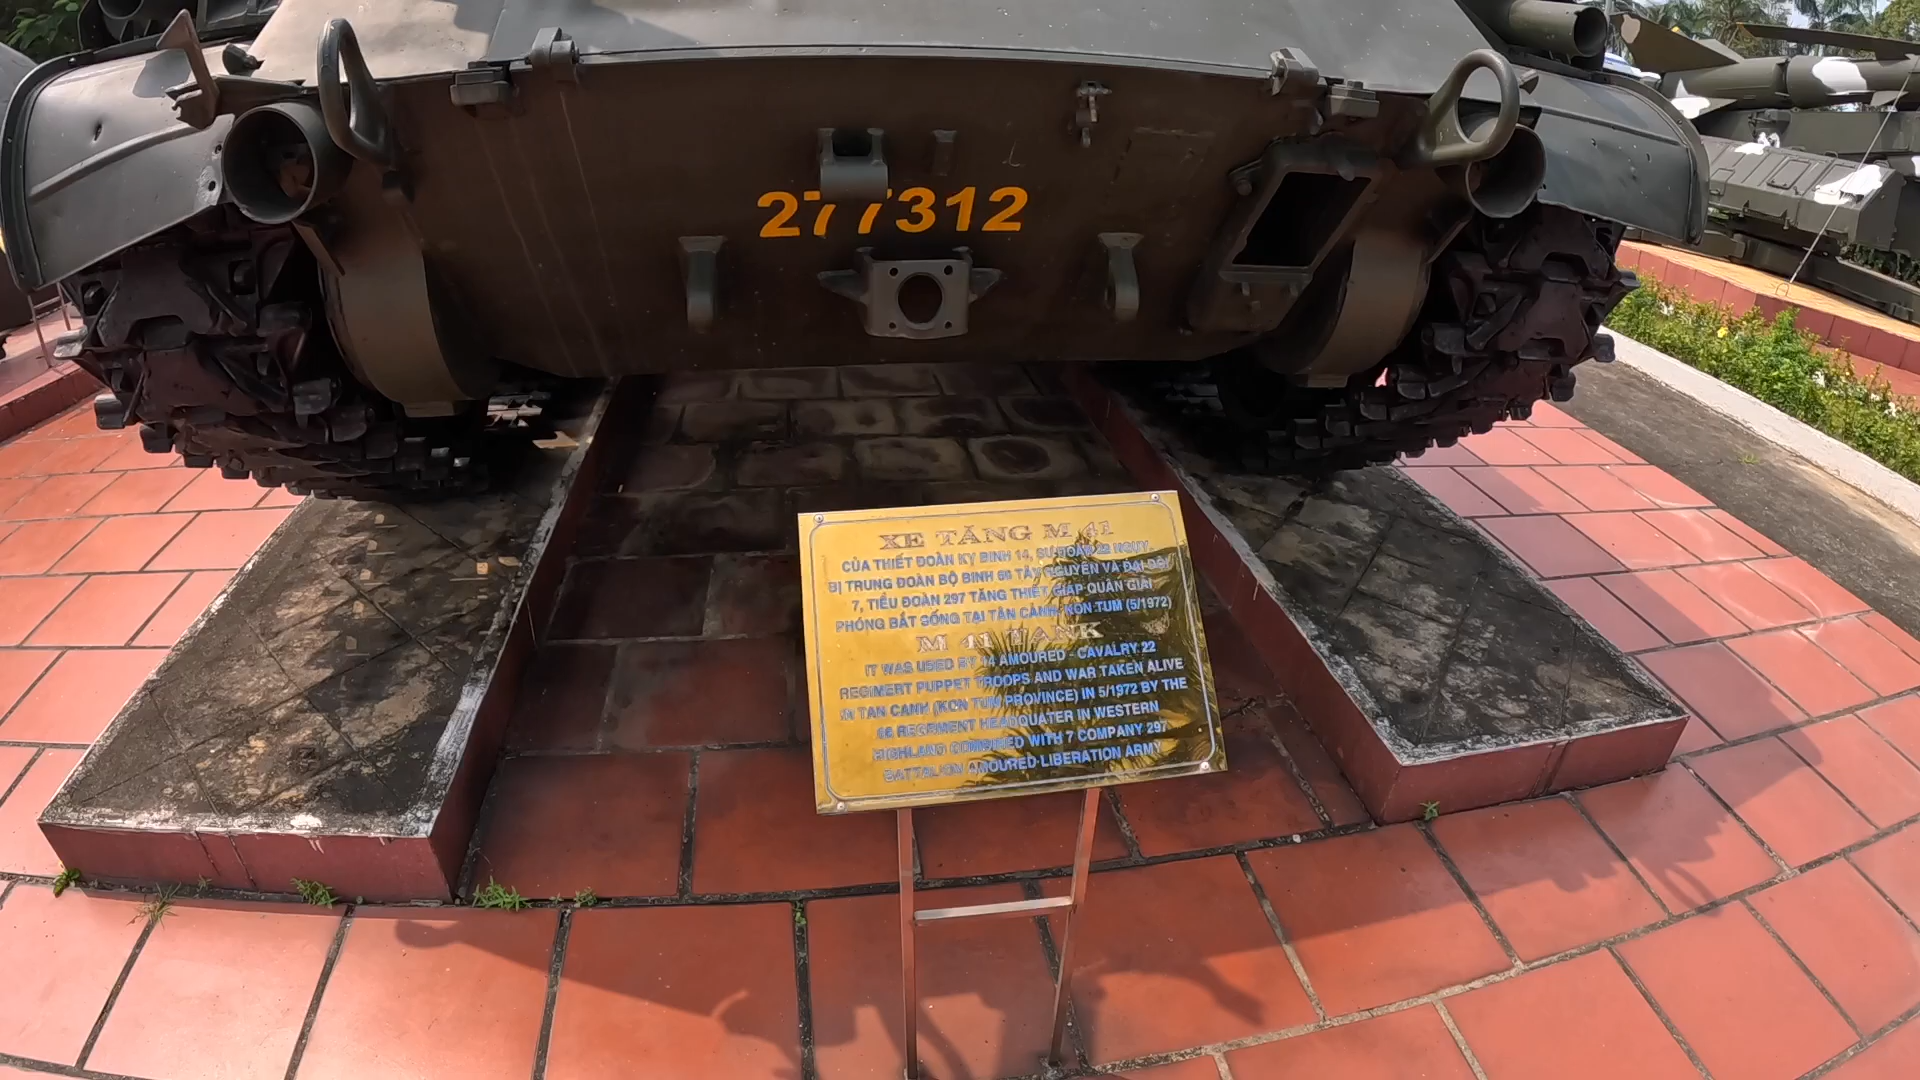 277312
XE TĂNG M 41
CỦA THIẾT ĐOÀN KỴ BINH 14, SƯ ĐOÀN 22 NGỤY
BỊ TRUNG ĐOÀN BỘ BINH 66 TÂY NGUYÊN VÀ ĐẠI ĐỘI
7, TIỂU ĐOÀN 297 TĂNG THIẾT GIÁP QUÂN GIẢI
PHÓNG BẮT SỐNG TẠI TÂN CẢNH, KON TUM (5/1972)
M 41 TANK
IT WAS USED BY 14 AMOURED - CAVALRY 22
REGIMERT PUPPET TROOPS AND WAR TAKEN ALIVE
IN TAN CANH (KON TUM PROVINCE) IN 5/1972 BY THE
66 REGERMENT HEADQUATER IN WESTERN
HIGHLAND COMBIRED WITH 7 COMPANY 297
BATTALION AMOURED LIBERATION ARMY